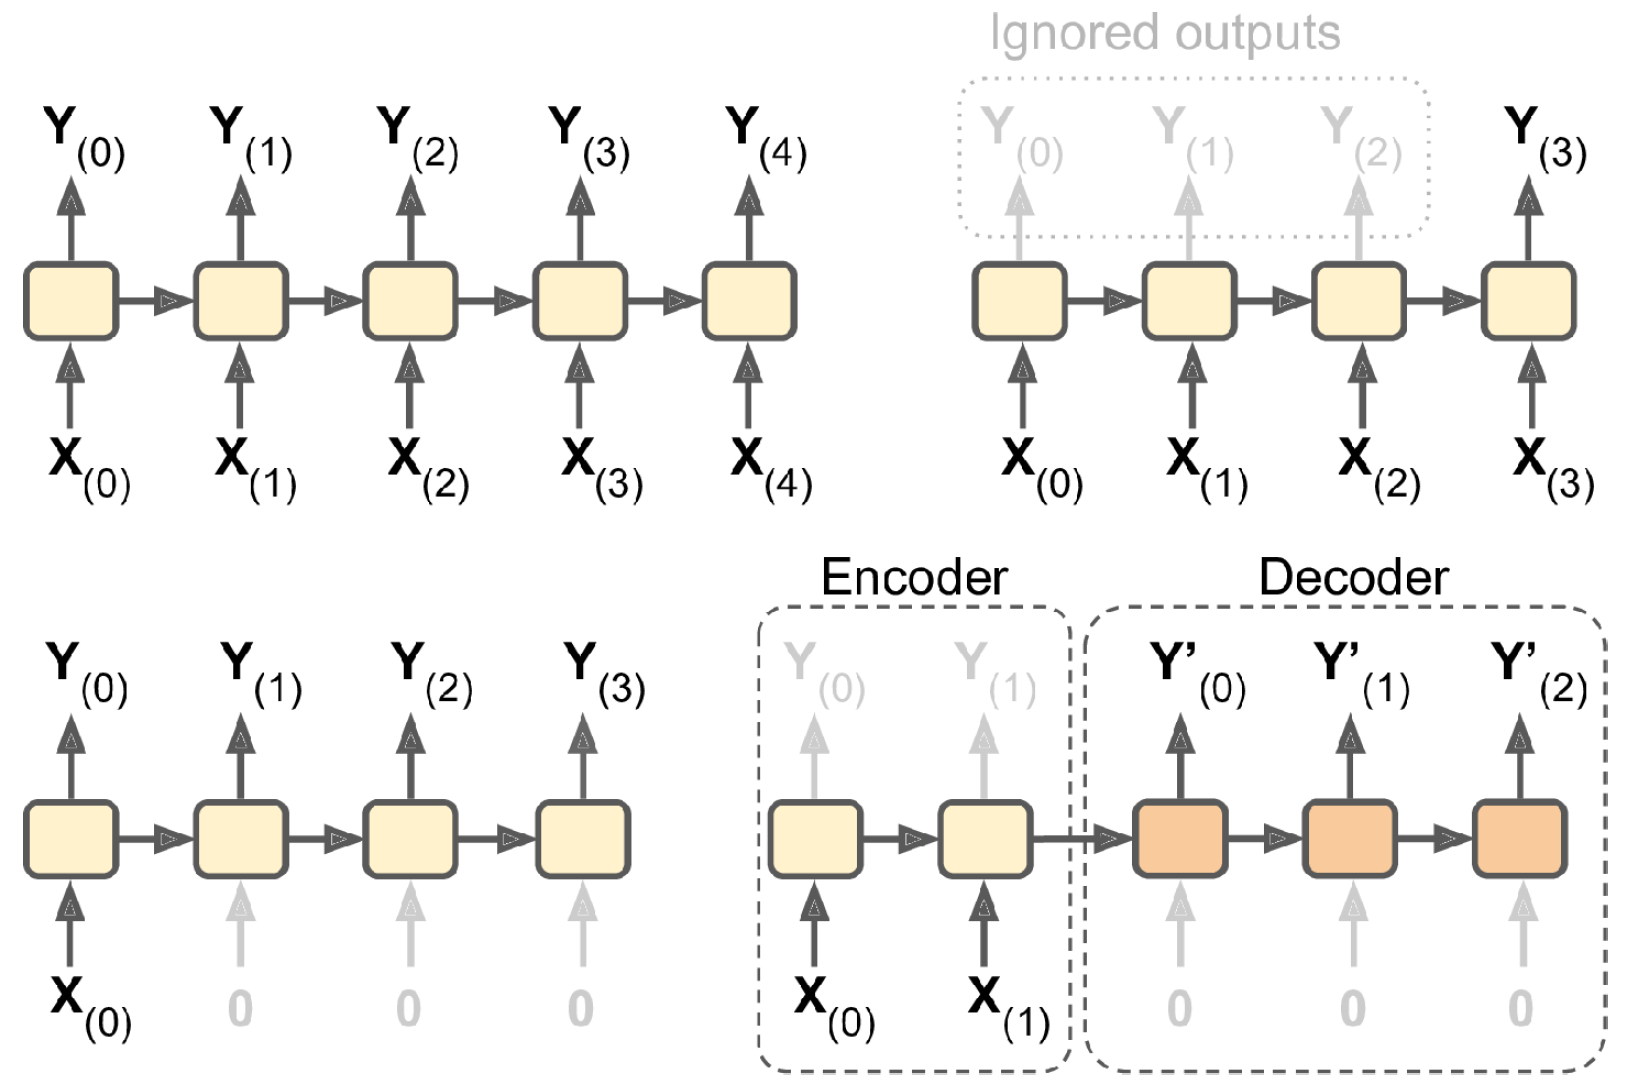 Ignored outputs
Y(0) Y(1) Y(2) Y(3) Y(4)
Y(0) Y(1) Y(2) Y(3)
X(0) X(1) X(2) X(3) X(4)
X(0) X(1) X(2) X(3)
Encoder
Decoder
Y(0) Y(1) Y(2) Y(3)
Y(0) Y(1)
Y’(0) Y’(1) Y’(2)
X(0) 0 0 0
X(0) X(1)
0 0 0